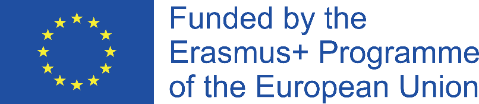 Funded by the
Erasmus+ Programme
of the European Union